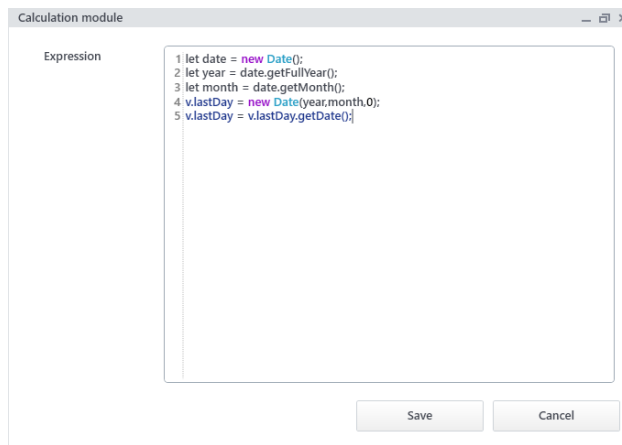 Calculation module
Expression
1 let date = new Date();
2 let year = date.getFullYear();
3 let month = date.getMonth();
4 v.lastDay = new Date(year,month,0);
5 v.lastDay = v.lastDay.getDate();
Save Cancel